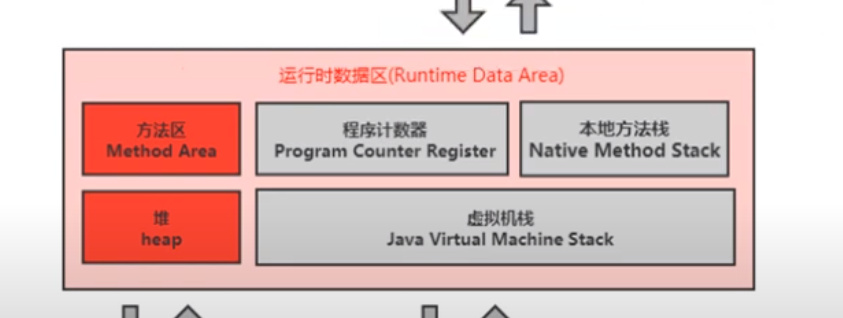 运行时数据区(Runtime Data Area)
方法区
Method Area
程序计数器
Program Counter Register
本地方法栈
Native Method Stack
堆
heap
虚拟机栈
Java Virtual Machine Stack